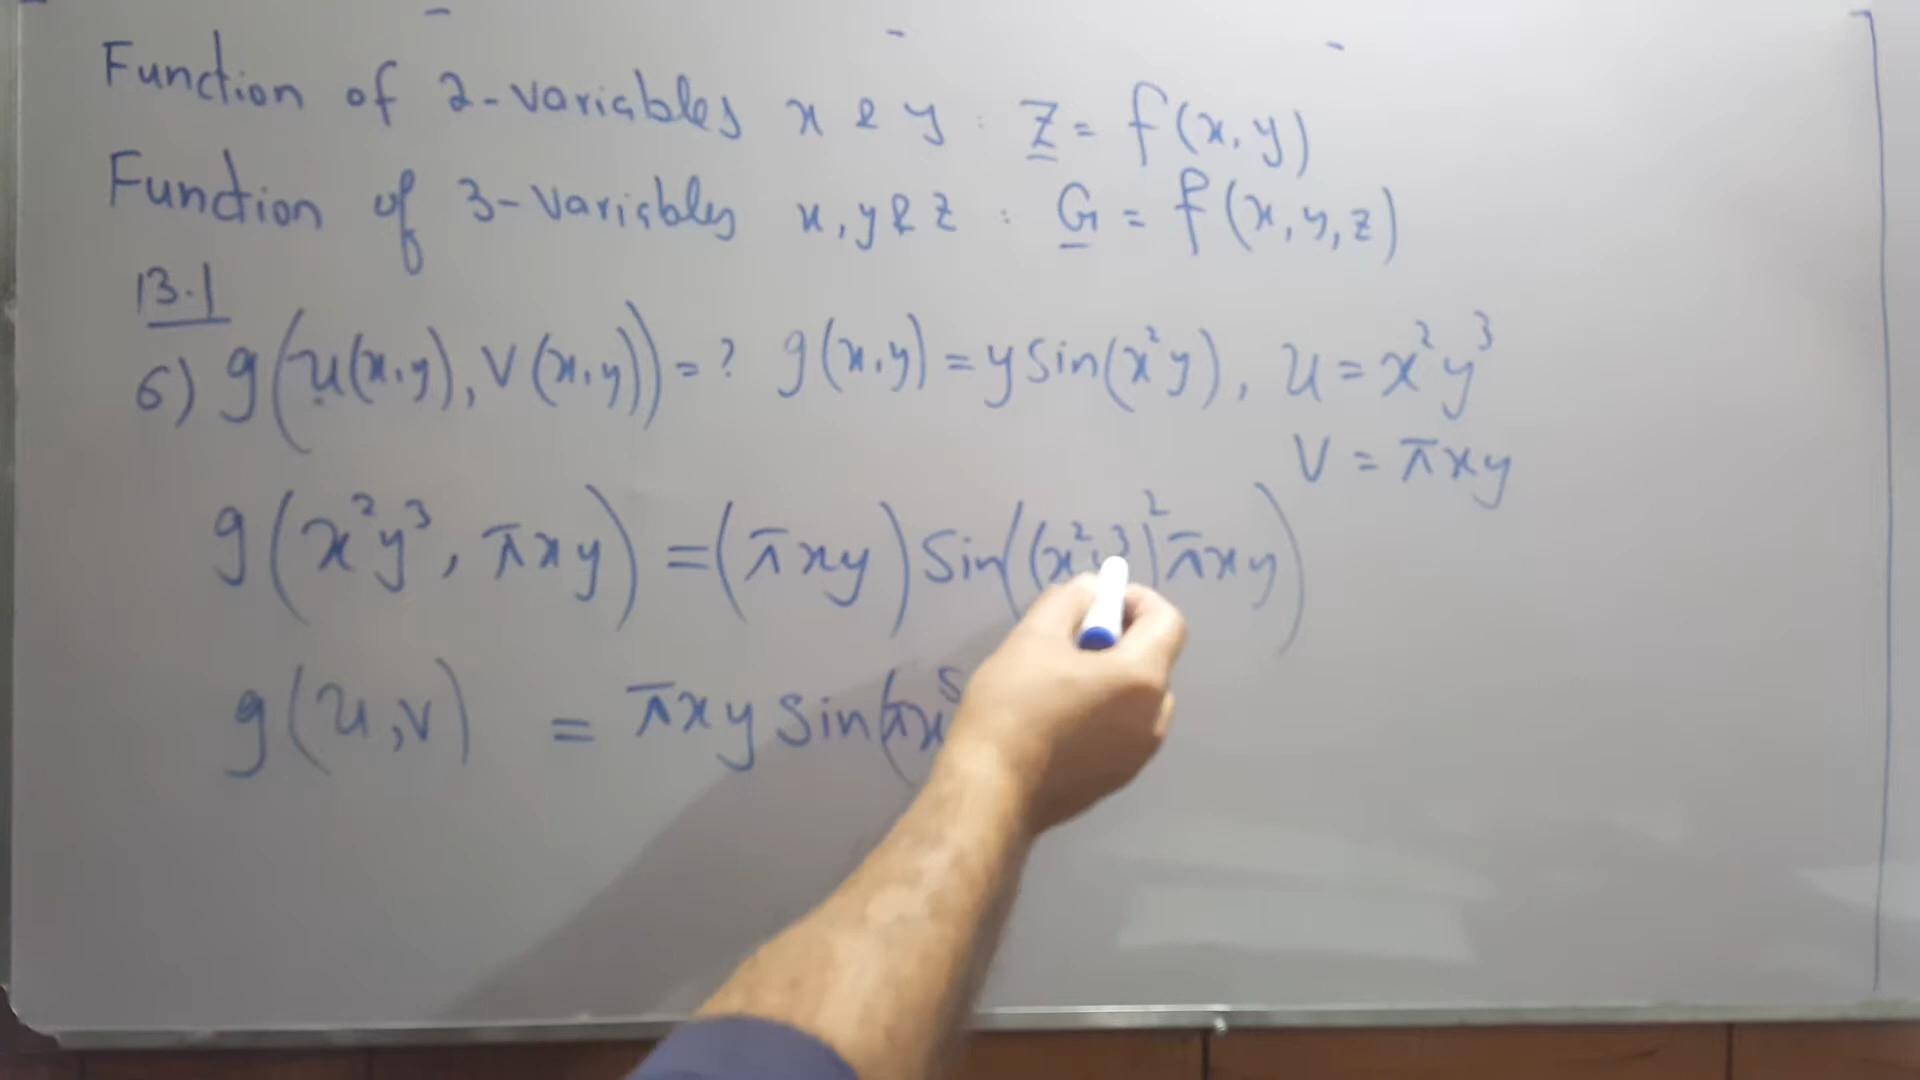 Function of 2-variables x & y : Z = f(x,y)
Function of 3-variables x, y & z : G = f(x,y,z)
13.1
6) g(u(x,y), v(x,y)) = ? g(x,y) = y sin(x²y), u = x²y³
V = πxy
g(x²y³, πxy) = (πxy) Sin((x²y³)²πxy)
g(u,v) = πxy sin(πx⁵